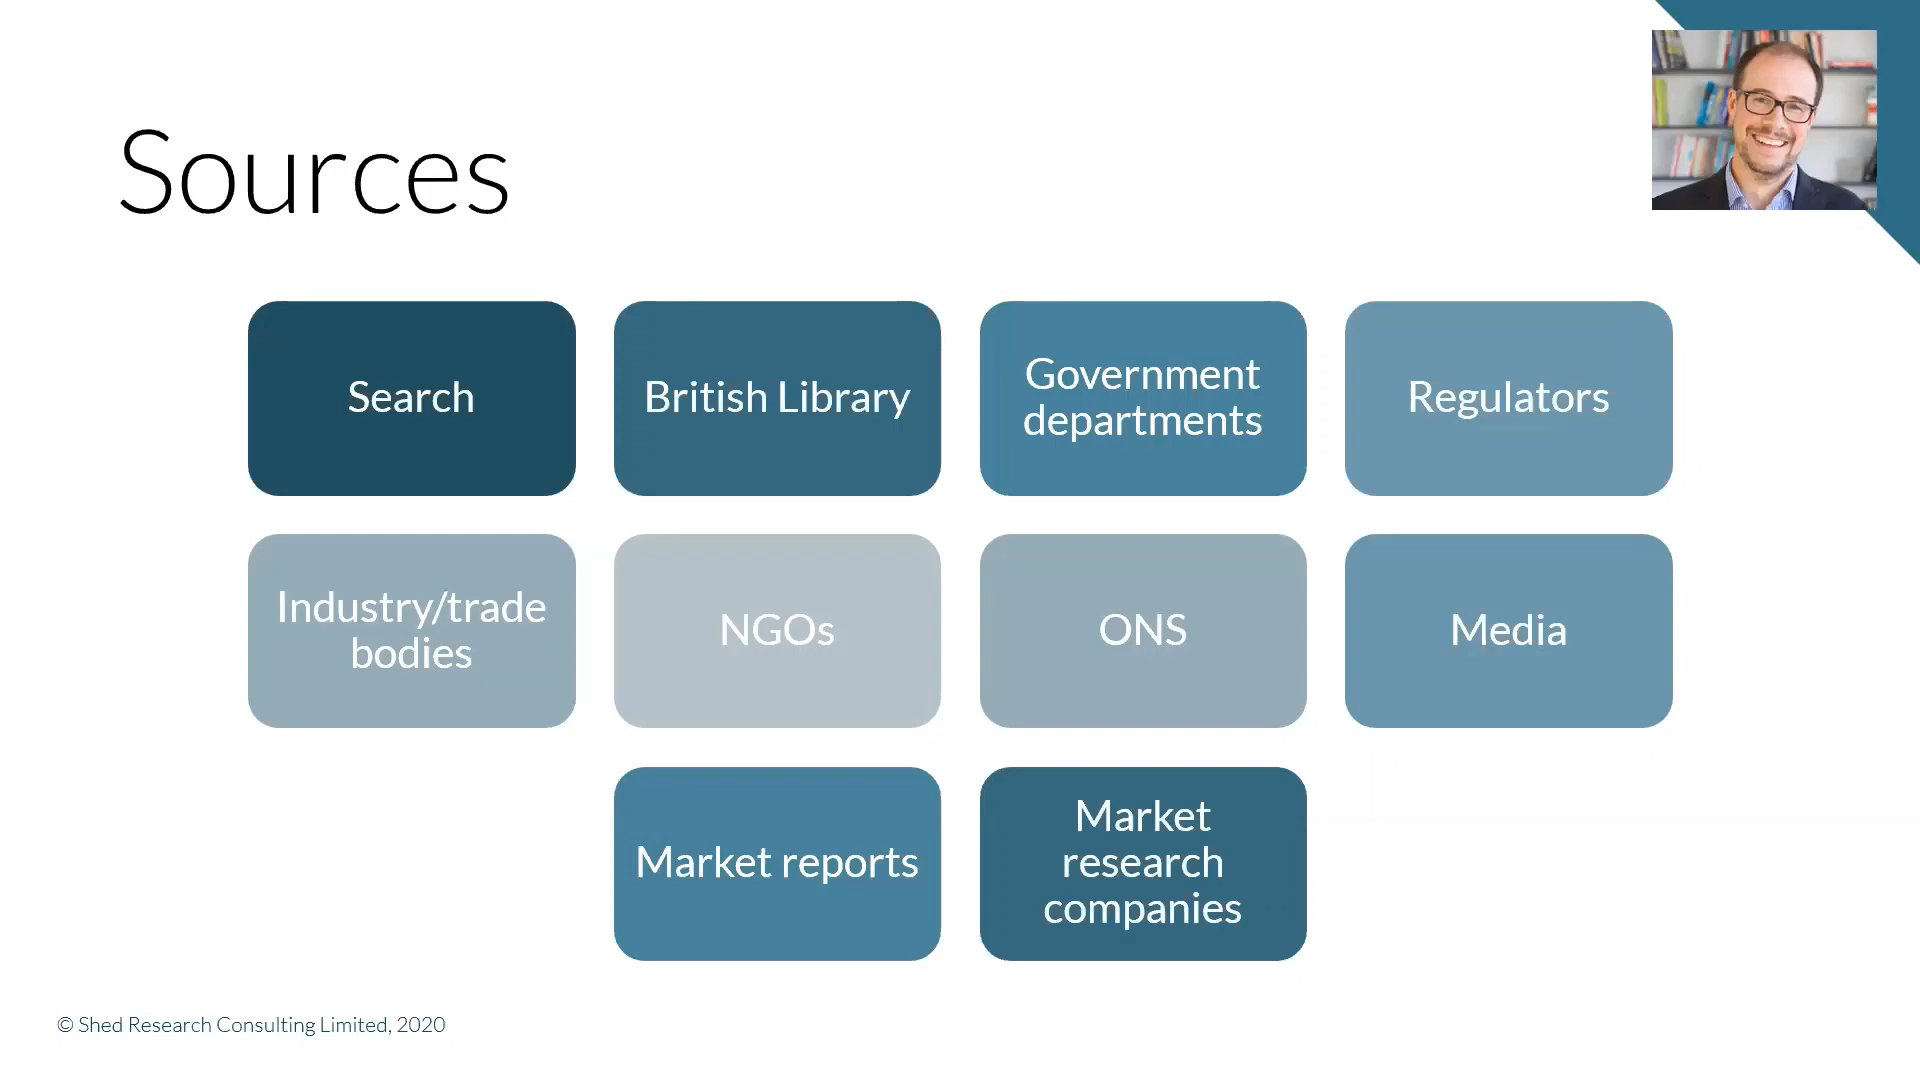 Sources
Search
British Library
Government
departments
Regulators
Industry/trade
bodies
NGOs
ONS
Media
Market reports
Market
research
companies
© Shed Research Consulting Limited, 2020